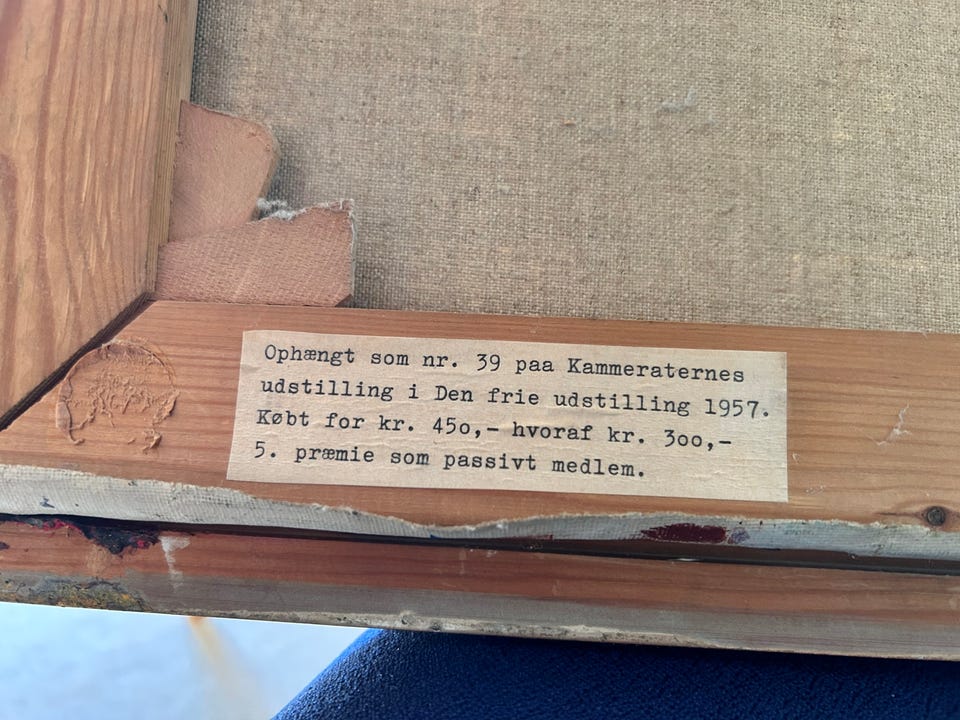 Ophængt som nr. 39 paa Kammeraternes
udstilling i Den frie udstilling 1957.
Købt for kr. 45o,- hvoraf kr. 3oo,-
5. præmie som passivt medlem.